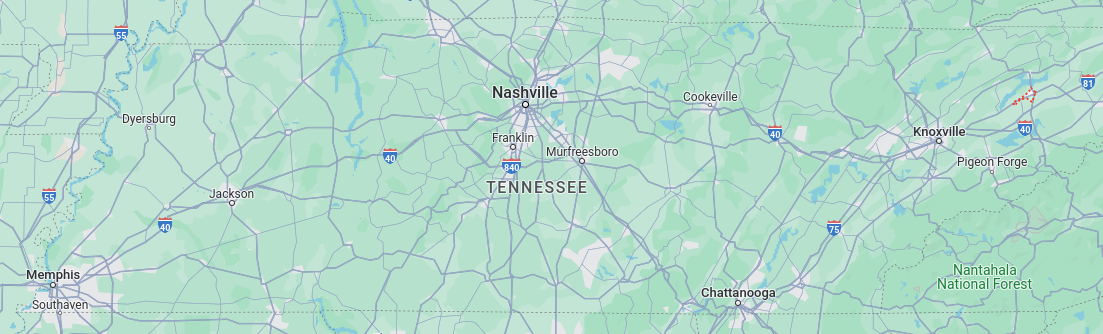 55
81
Nashville
Cookeville
Dyersburg
40
40
Knoxville
Franklin
Murfreesboro
40
840
Pigeon Forge
TENNESSEE
55
Jackson
40
75
Memphis
Nantahala
National Forest
Chattanooga
Southaven